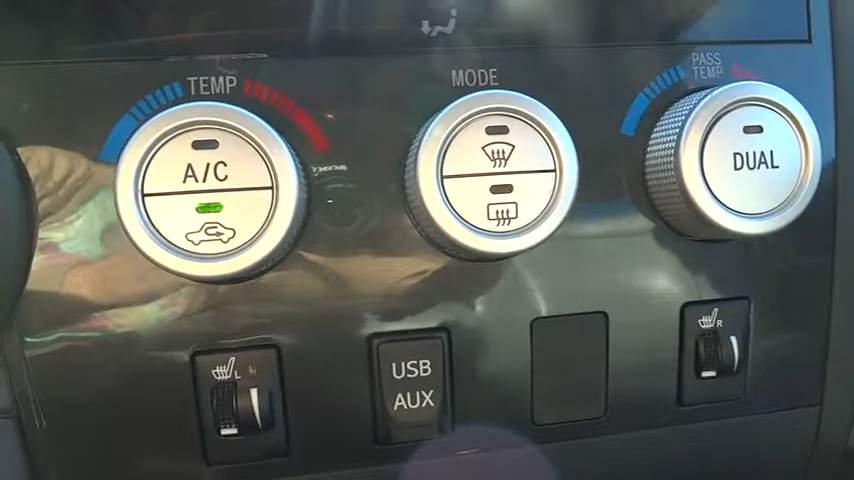 TEMP
MODE
PASS
TEMP
A/C
DUAL
L
USB
AUX
R